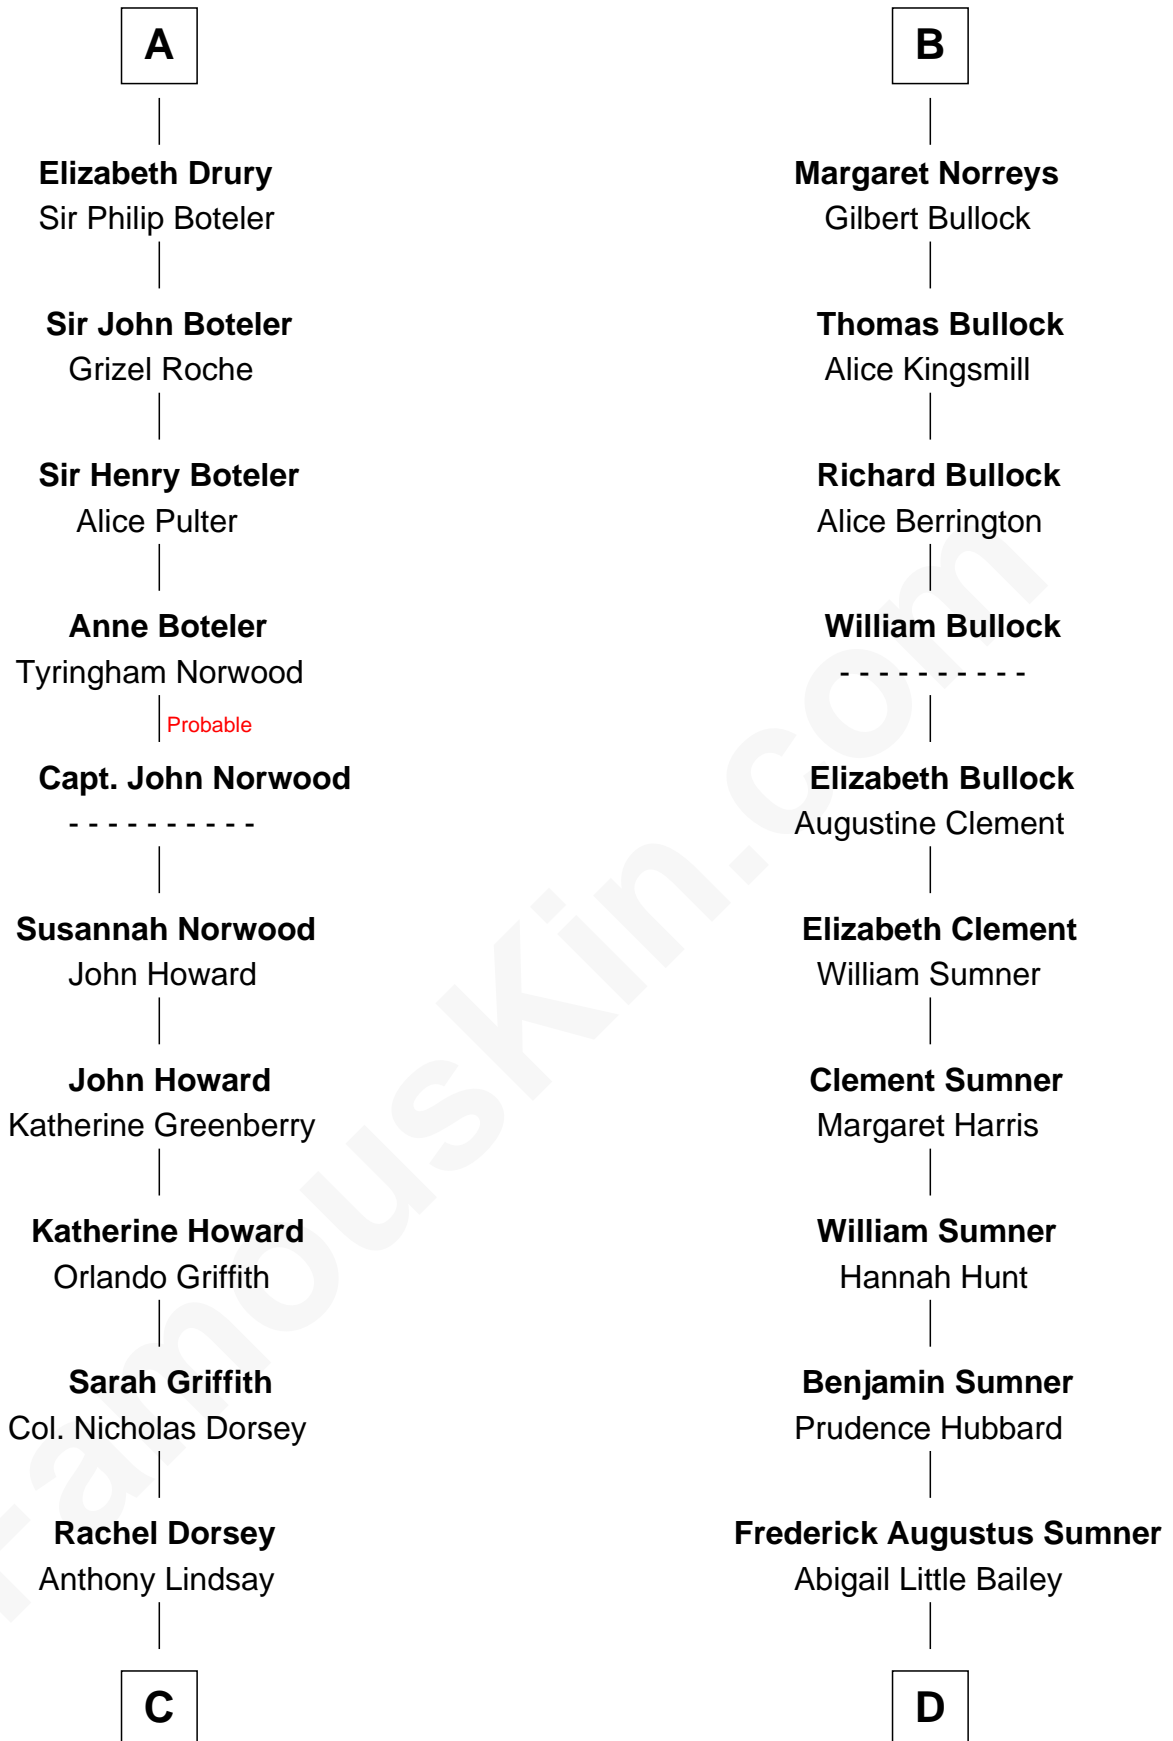 A
Elizabeth Drury
Sir Philip Boteler
Sir John Boteler
Grizel Roche
Sir Henry Boteler
Alice Pulter
Anne Boteler
Tyringham Norwood
Probable
Capt. John Norwood
- - - - - - - - - -
Susannah Norwood
John Howard
John Howard
Katherine Greenberry
Katherine Howard
Orlando Griffith
Sarah Griffith
Col. Nicholas Dorsey
Rachel Dorsey
Anthony Lindsay
C
B
Margaret Norreys
Gilbert Bullock
Thomas Bullock
Alice Kingsmill
Richard Bullock
Alice Berrington
William Bullock
- - - - - - - - - -
Elizabeth Bullock
Augustine Clement
Elizabeth Clement
William Sumner
Clement Sumner
Margaret Harris
William Sumner
Hannah Hunt
Benjamin Sumner
Prudence Hubbard
Frederick Augustus Sumner
Abigail Little Bailey
D
FamousKin.com